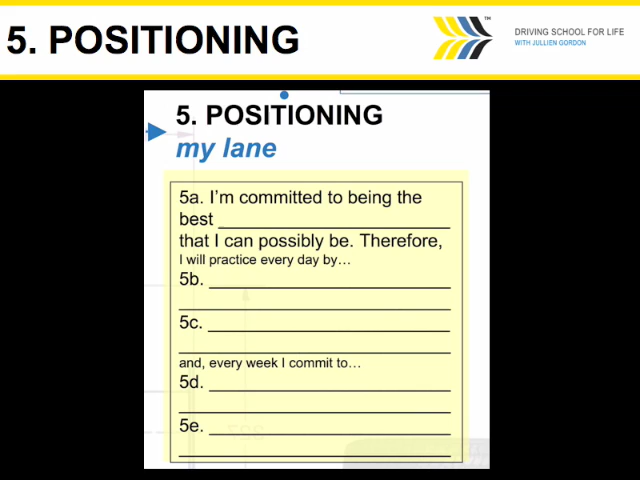 5. POSITIONING
DRIVING SCHOOL FOR LIFE
WITH JULLIEN GORDON
TM
5. POSITIONING
my lane
5a. I'm committed to being the
best
that I can possibly be. Therefore,
I will practice every day by…
5b.
5c.
and, every week I commit to…
5d.
5e.